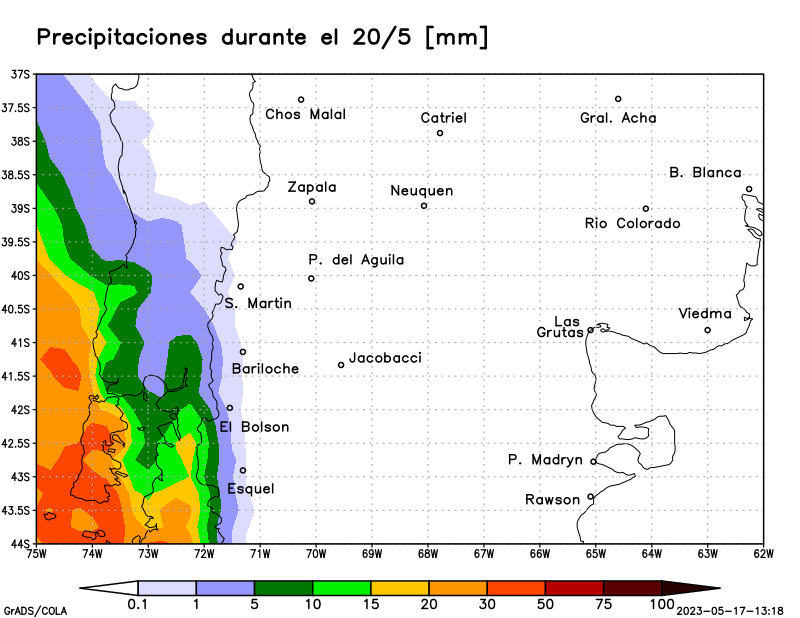 Precipitaciones durante el 20/5 [mm]
37S
37.5S
38S
38.5S
39S
39.5S
40S
40.5S
41S
41.5S
42S
42.5S
43S
43.5S
44S
Chos Malal
Catriel
Gral. Acha
B. Blanca
Zapala
Neuquen
Rio Colorado
P. del Aguila
S. Martin
Viedma
Las
Grutas
Jacobacci
Bariloche
El Bolson
P. Madryn
Esquel
Rawson
75W 74W 73W 72W 71W 70W 69W 68W 67W 66W 65W 64W 63W 62W
0.1 1 5 10 15 20 30 50 75 100
GrADS/COLA
2023-05-17-13:18